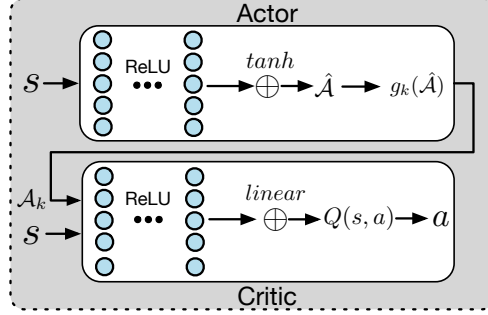 Actor
s ReLU ••• tanh ⊕ Â g_k(Â)
A_k s ReLU ••• linear ⊕ Q(s, a) a
Critic